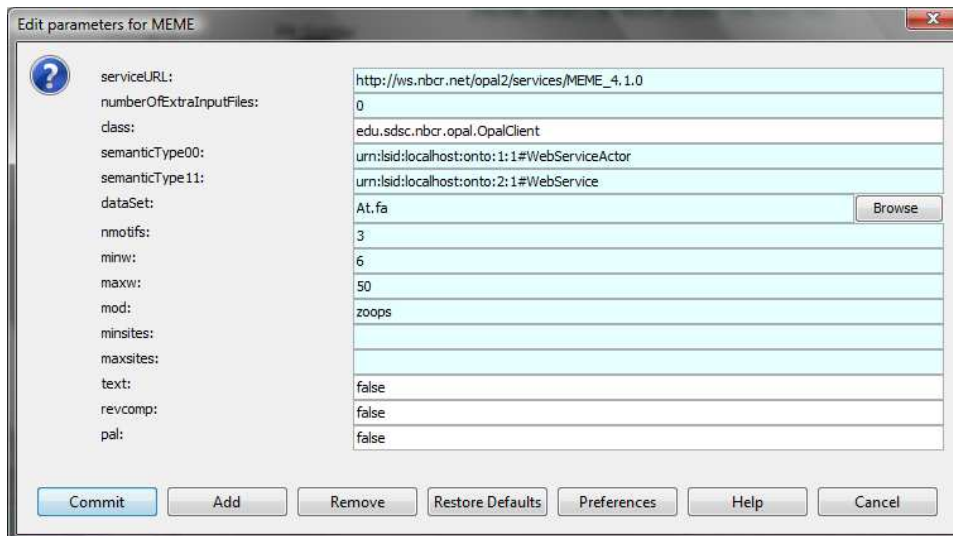 Edit parameters for MEME
x
?
serviceURL: http://ws.nbcr.net/opal2/services/MEME_4.1.0
numberOfExtraInputFiles: 0
class: edu.sdsc.nbcr.opal.OpalClient
semanticType00: urn:lsid:localhost:onto:1:1#WebServiceActor
semanticType11: urn:lsid:localhost:onto:2:1#WebService
dataSet: At.fa Browse
nmotifs: 3
minw: 6
maxw: 50
mod: zoops
minsites:
maxsites:
text: false
revcomp: false
pal: false
Commit Add Remove Restore Defaults Preferences Help Cancel